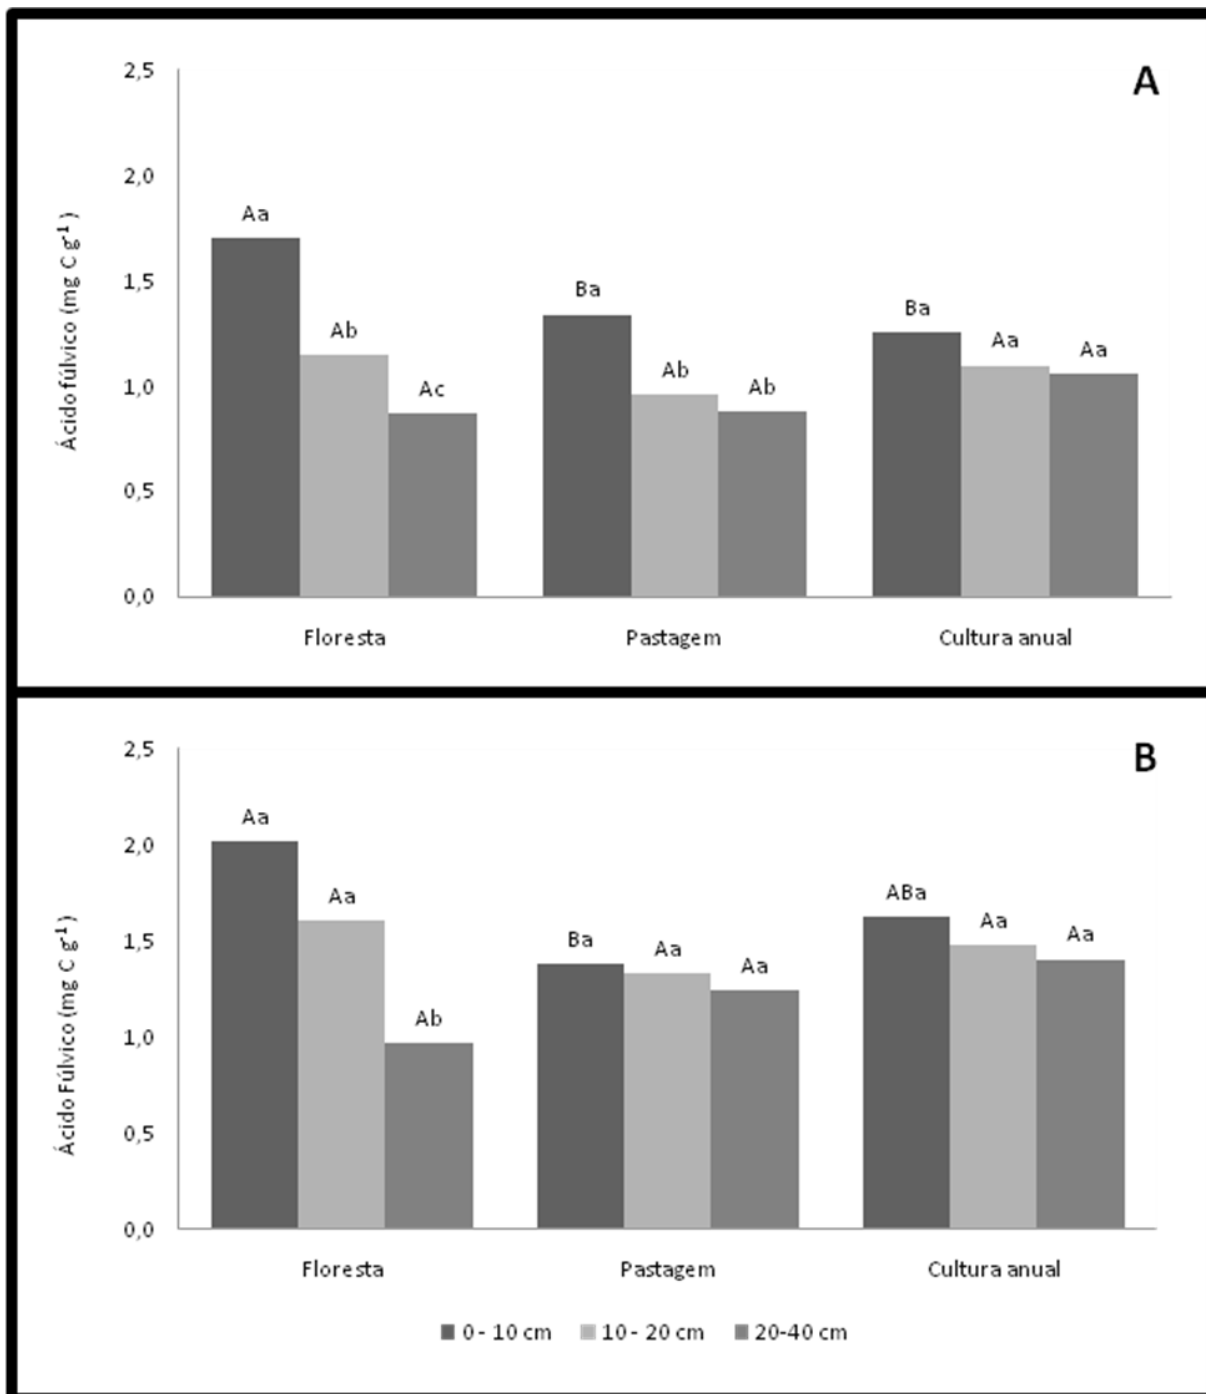 A
2,5
2,0
1,5
1,0
0,5
0,0
Ácido fúlvico (mg C g⁻¹)
Aa
Ab
Ac
Ba
Ab
Ab
Ba
Aa
Aa
Floresta Pastagem Cultura anual
B
2,5
2,0
1,5
1,0
0,5
0,0
Ácido Fúlvico (mg C g⁻¹)
Aa
Aa
Ab
Ba
Aa
Aa
ABa
Aa
Aa
Floresta Pastagem Cultura anual
0 - 10 cm 10 - 20 cm 20-40 cm